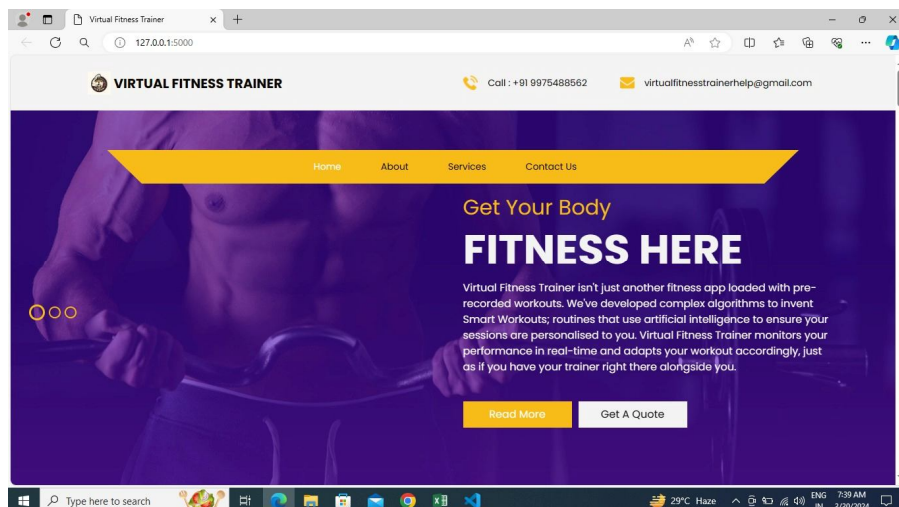 Virtual Fitness Trainer
127.0.0.1:5000
VIRTUAL FITNESS TRAINER
Call : +91 9975488562
virtualfitnesstrainerhelp@gmail.com
Home About Services Contact Us
Get Your Body
FITNESS HERE
Virtual Fitness Trainer isn't just another fitness app loaded with pre-
recorded workouts. We've developed complex algorithms to invent
Smart Workouts; routines that use artificial intelligence to ensure your
sessions are personalised to you. Virtual Fitness Trainer monitors your
performance in real-time and adapts your workout accordingly, just
as if you have your trainer right there alongside you.
Read More Get A Quote
Type here to search
29°C Haze
ENG
IN
7:39 AM
3/20/2024